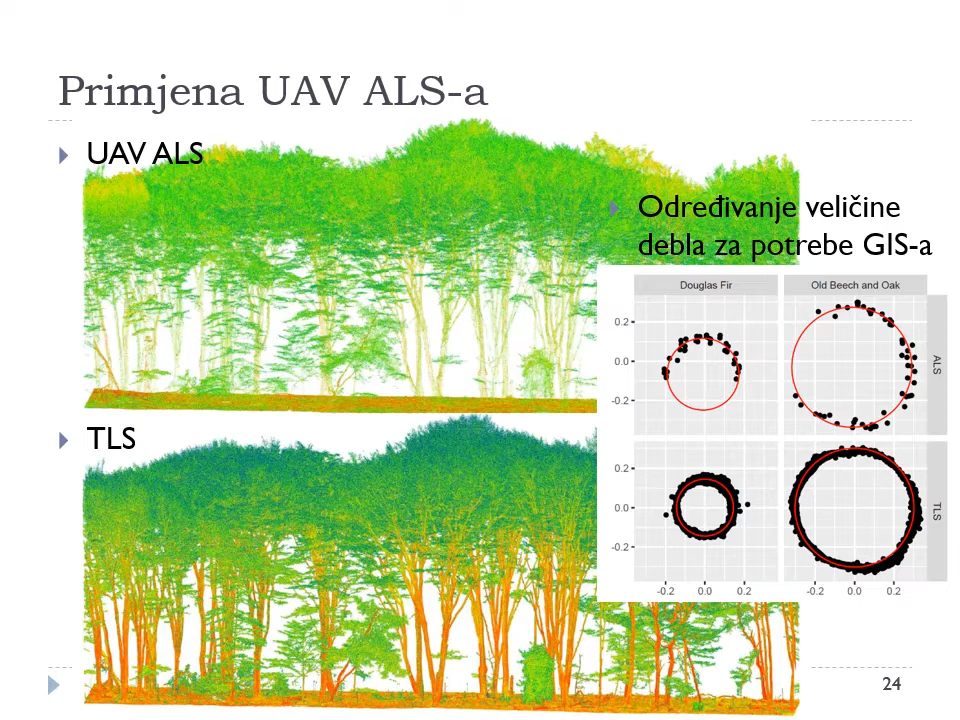 Primjena UAV ALS-a
UAV ALS
Određivanje veličine
debla za potrebe GIS-a
Douglas Fir
Old Beech and Oak
0.2
0.0
-0.2
ALS
TLS
0.2
0.0
-0.2
TLS
-0.2 0.0 0.2
-0.2 0.0 0.2
24